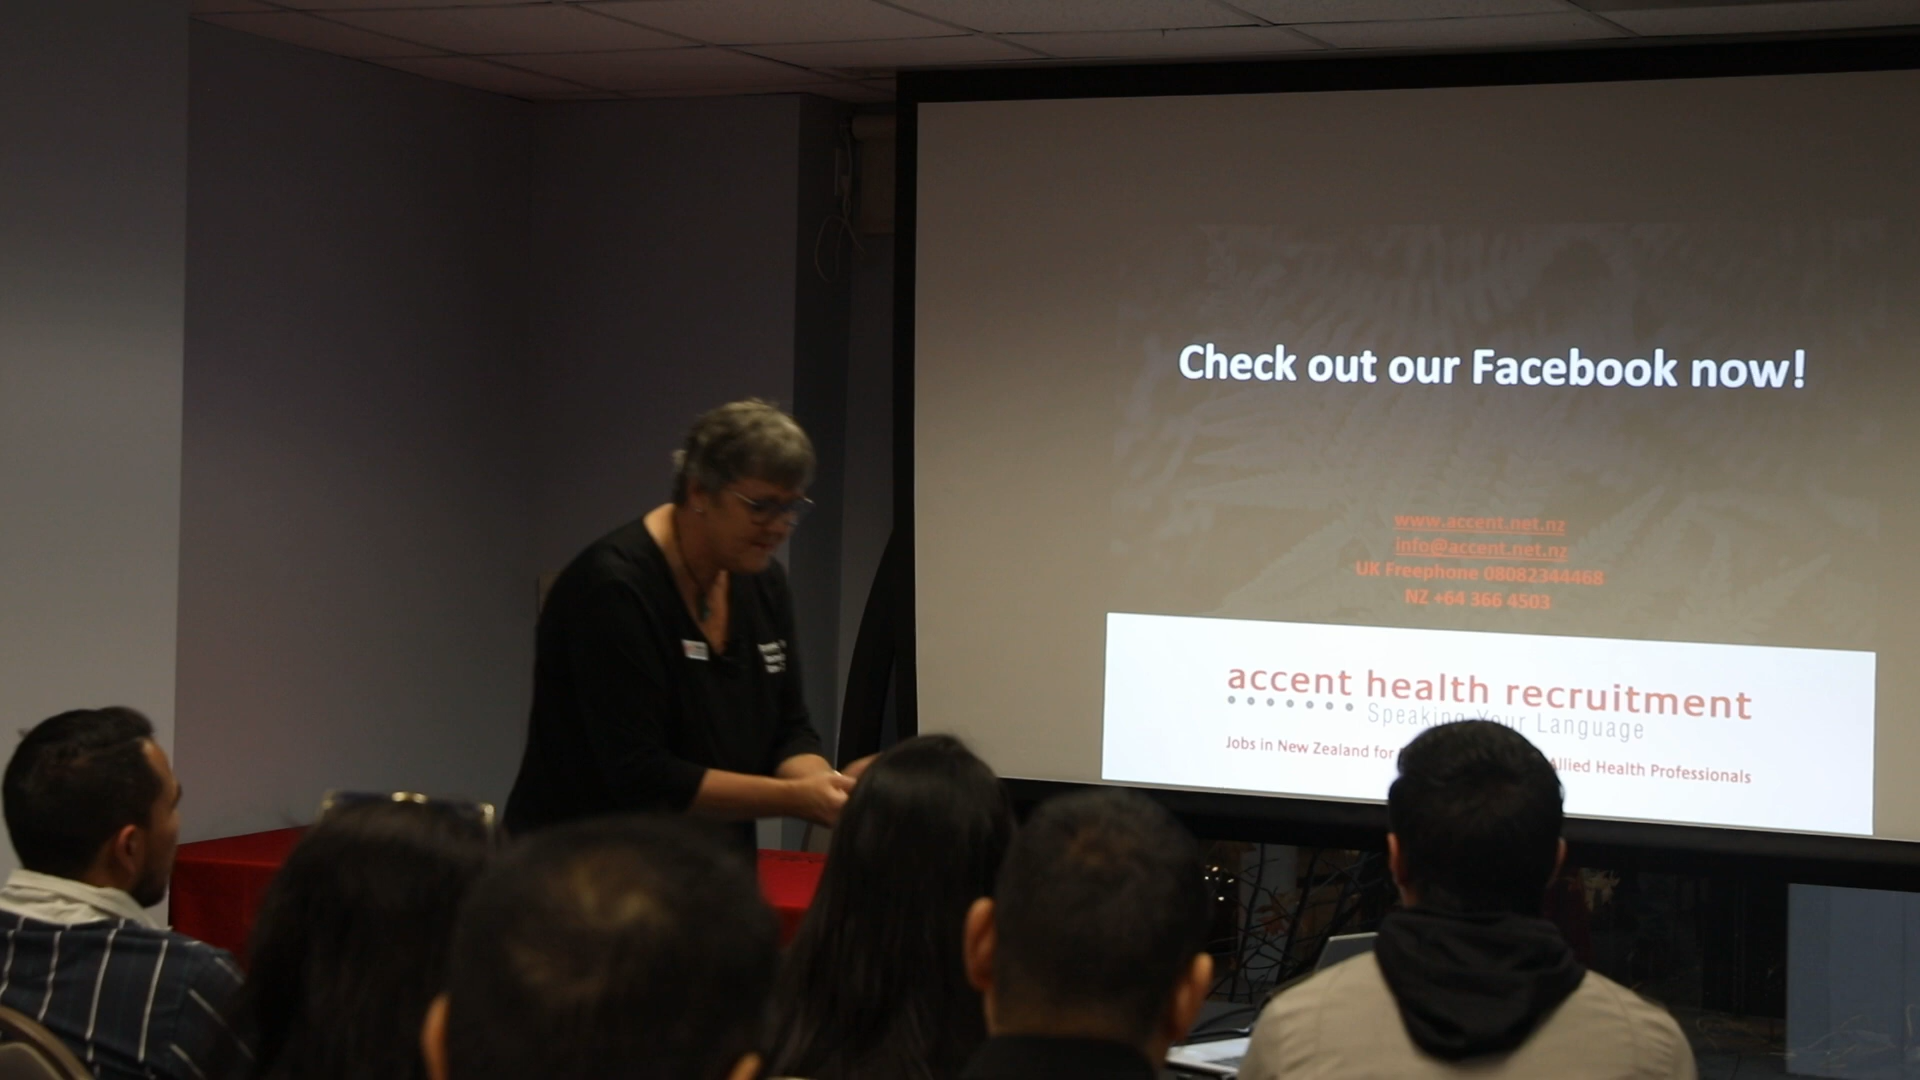 Check out our Facebook now!
www.accent.net.nz
info@accent.net.nz
UK Freephone 08082344468
NZ +64 366 4503
accent health recruitment
Speaking Your Language
Jobs in New Zealand for Allied Health Professionals